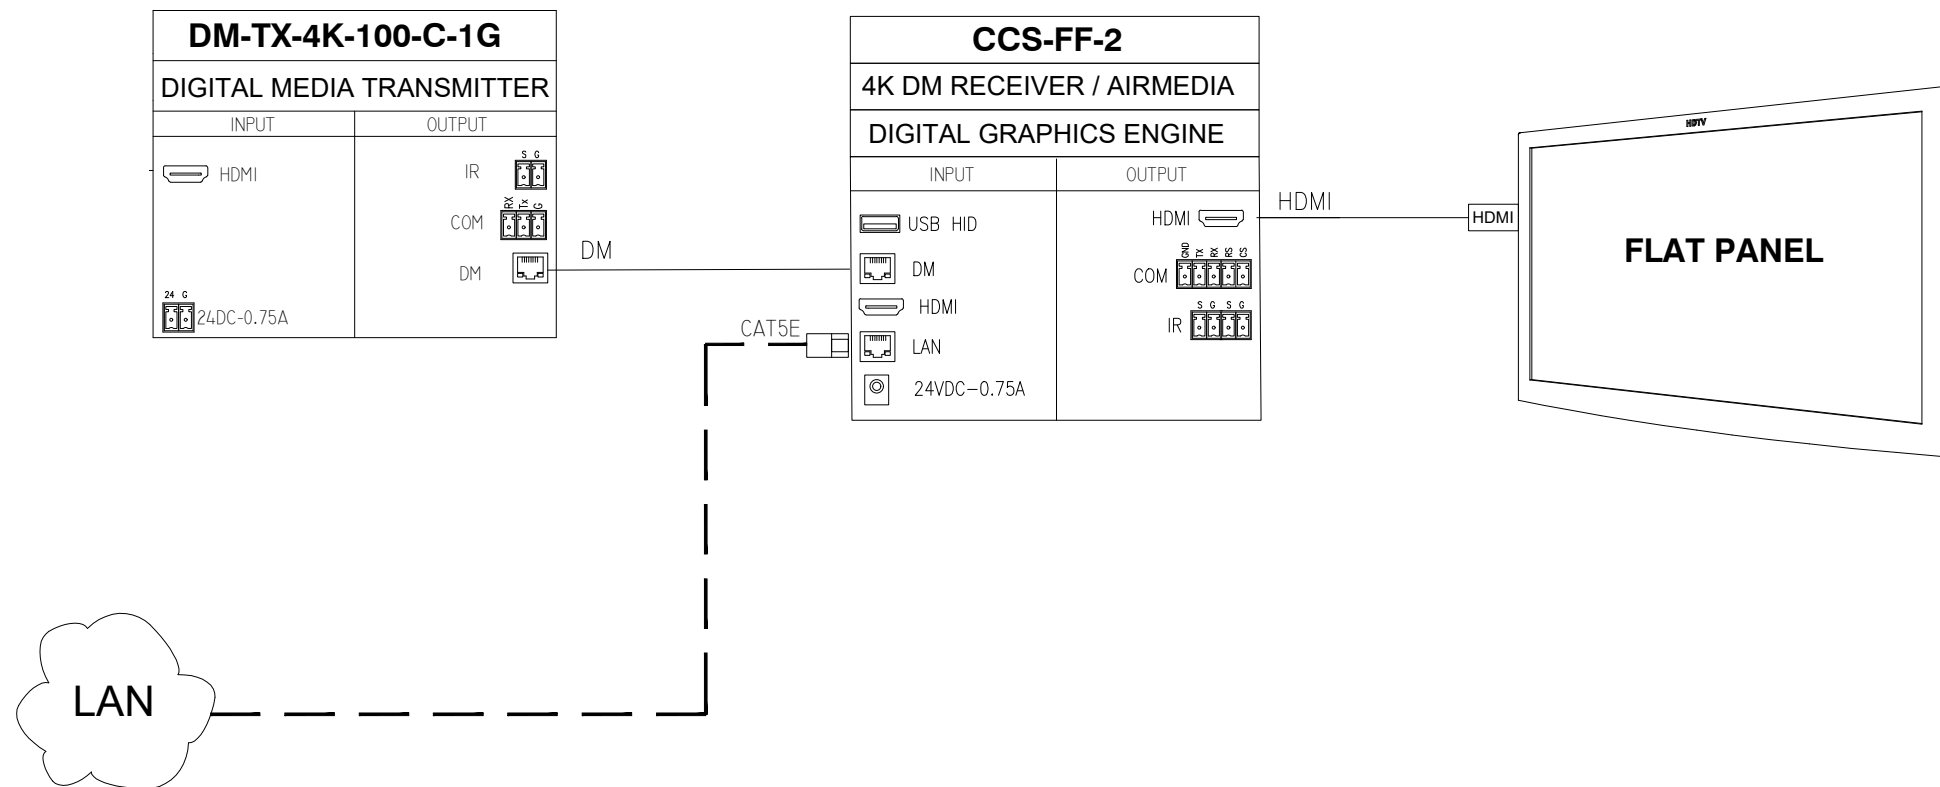 DM-TX-4K-100-C-1G
DIGITAL MEDIA TRANSMITTER
INPUT
OUTPUT
HDMI
IR
S G
COM
RX Tx G
DM
24 G
24DC-0.75A
DM
CCS-FF-2
4K DM RECEIVER / AIRMEDIA
DIGITAL GRAPHICS ENGINE
INPUT
OUTPUT
USB HID
DM
HDMI
LAN
24VDC-0.75A
HDMI
COM
GND TX RX RS CS
IR
S G S G
CAT5E
HDMI
HDMI
HDTV
FLAT PANEL
LAN